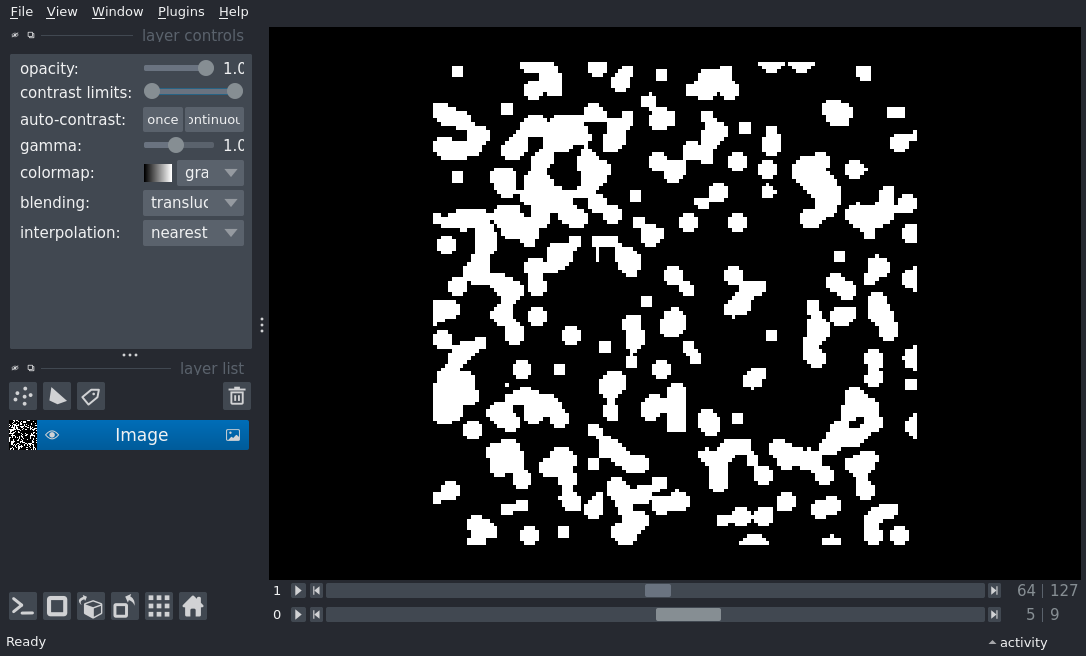 File View Window Plugins Help
layer controls
opacity: 1.0
contrast limits:
auto-contrast: once ontinuou
gamma: 1.0
colormap: gra
blending: transluc
interpolation: nearest
layer list
Image
1 64 | 127
0 5 | 9
Ready activity